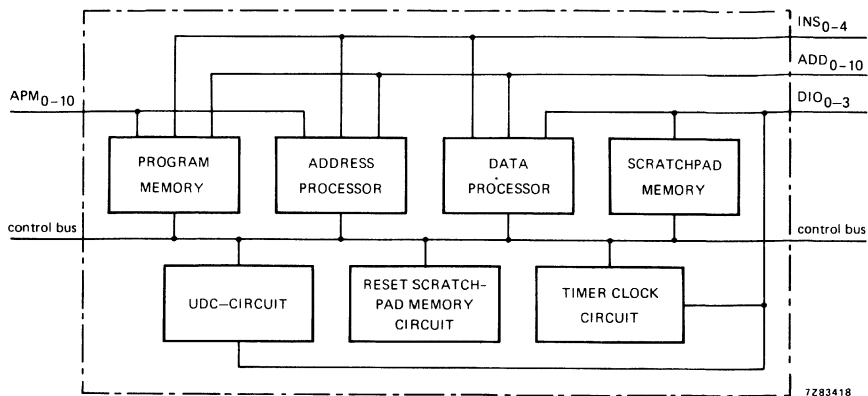 INS0-4
ADD0-10
APM0-10
DIO0-3
PROGRAM
MEMORY
ADDRESS
PROCESSOR
DATA
PROCESSOR
SCRATCHPAD
MEMORY
control bus
control bus
UDC-CIRCUIT
RESET SCRATCH-
PAD MEMORY
CIRCUIT
TIMER CLOCK
CIRCUIT
7Z83418